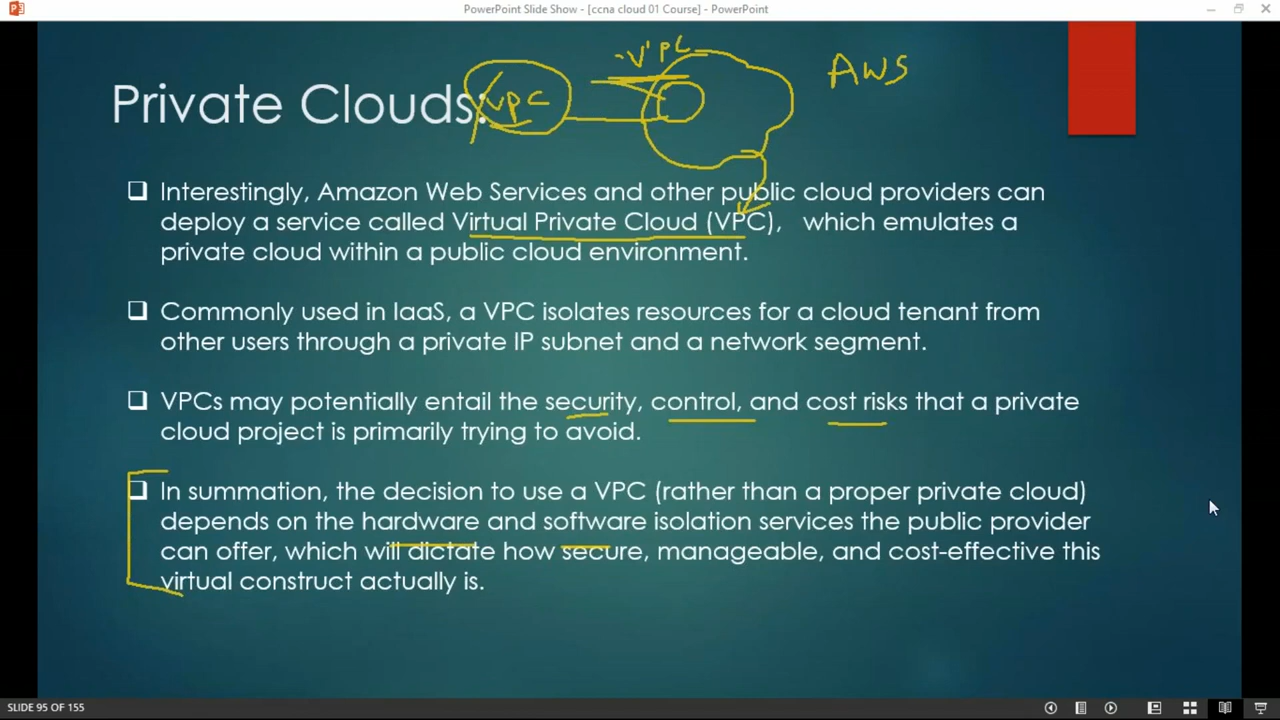 PowerPoint Slide Show - [ccna cloud 01 Course] - PowerPoint
VPC
AWS
Private Clouds:
VPC
❑ Interestingly, Amazon Web Services and other public cloud providers can
deploy a service called Virtual Private Cloud (VPC), which emulates a
private cloud within a public cloud environment.
❑ Commonly used in IaaS, a VPC isolates resources for a cloud tenant from
other users through a private IP subnet and a network segment.
❑ VPCs may potentially entail the security, control, and cost risks that a private
cloud project is primarily trying to avoid.
❑ In summation, the decision to use a VPC (rather than a proper private cloud)
depends on the hardware and software isolation services the public provider
can offer, which will dictate how secure, manageable, and cost-effective this
virtual construct actually is.
SLIDE 95 OF 155